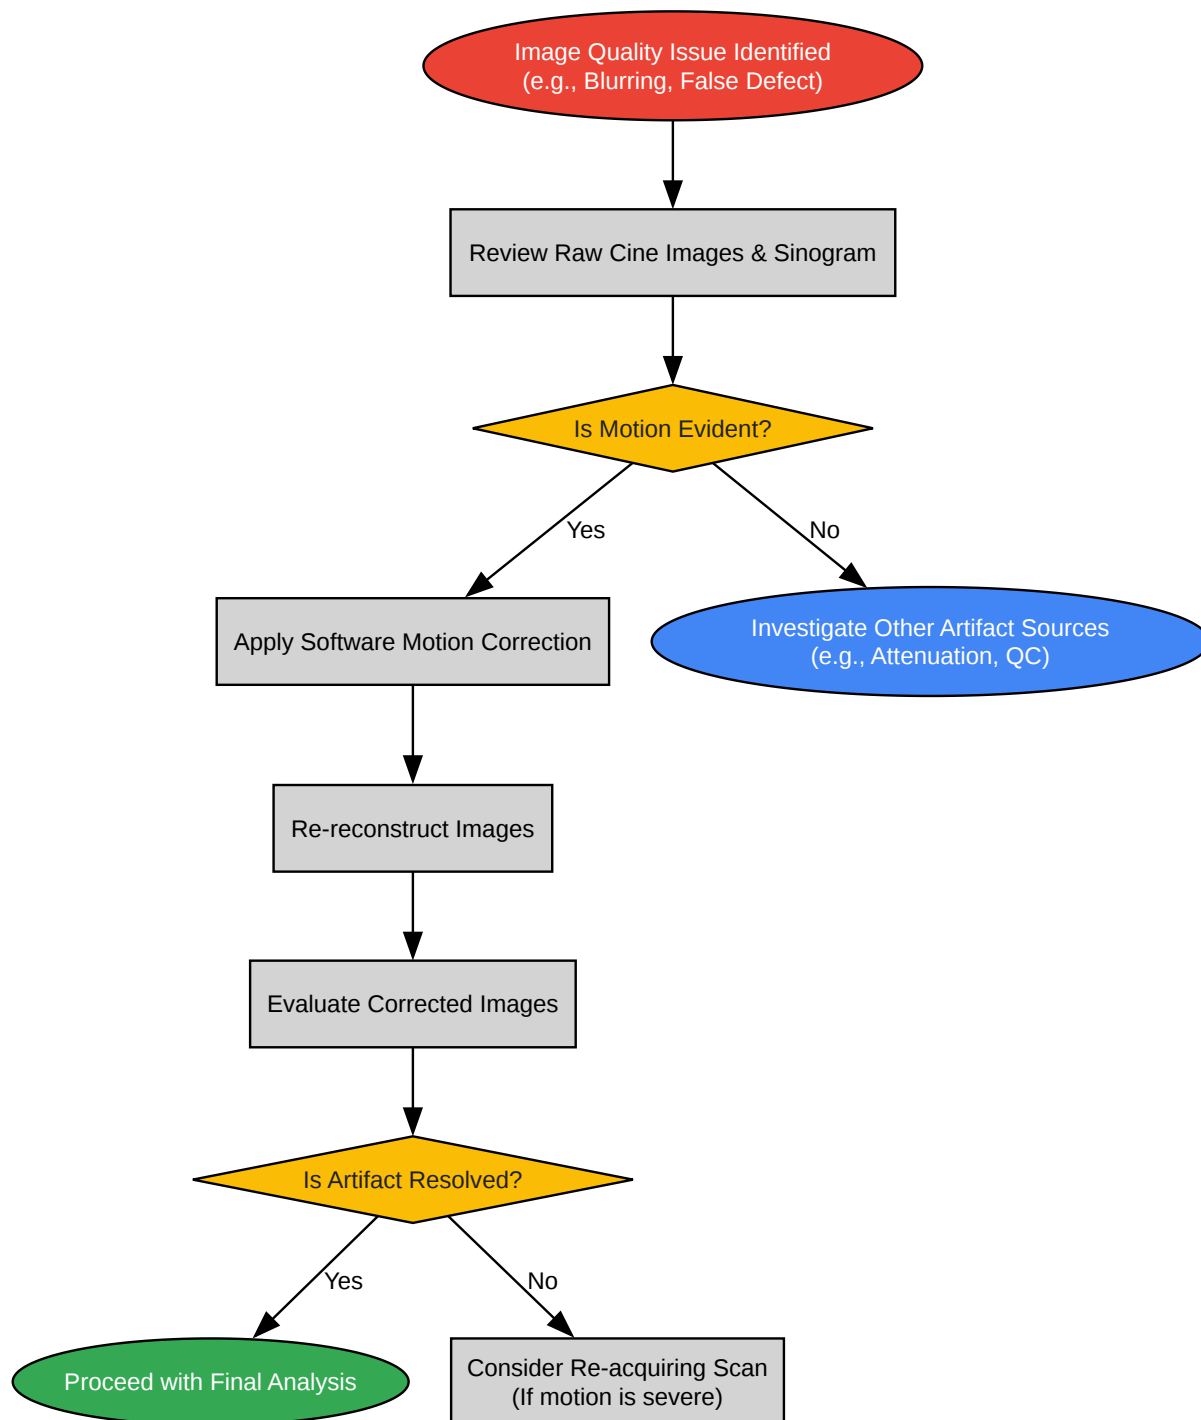 Image Quality Issue Identified
(e.g., Blurring, False Defect)
Review Raw Cine Images & Sinogram
Is Motion Evident?
Yes
No
Apply Software Motion Correction
Investigate Other Artifact Sources
(e.g., Attenuation, QC)
Re-reconstruct Images
Evaluate Corrected Images
Is Artifact Resolved?
Yes
No
Proceed with Final Analysis
Consider Re-acquiring Scan
(If motion is severe)